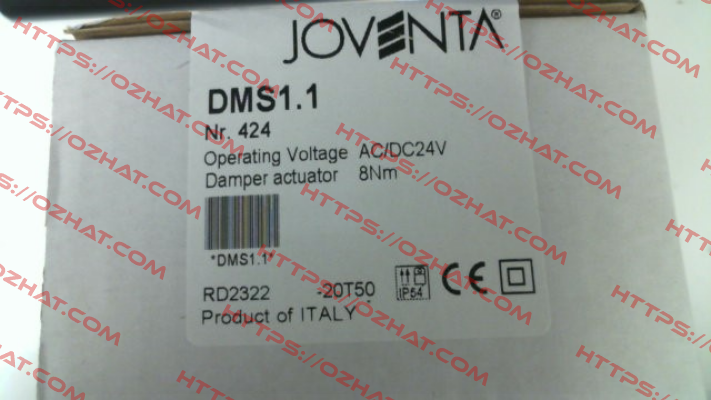 JOVENTA®
DMS1.1
Nr. 424
Operating Voltage AC/DC24V
Damper actuator 8Nm
*DMS1.1*
RD2322 -20T50 IP54 CE
Product of ITALY
HTTPS://OZHAT.COM